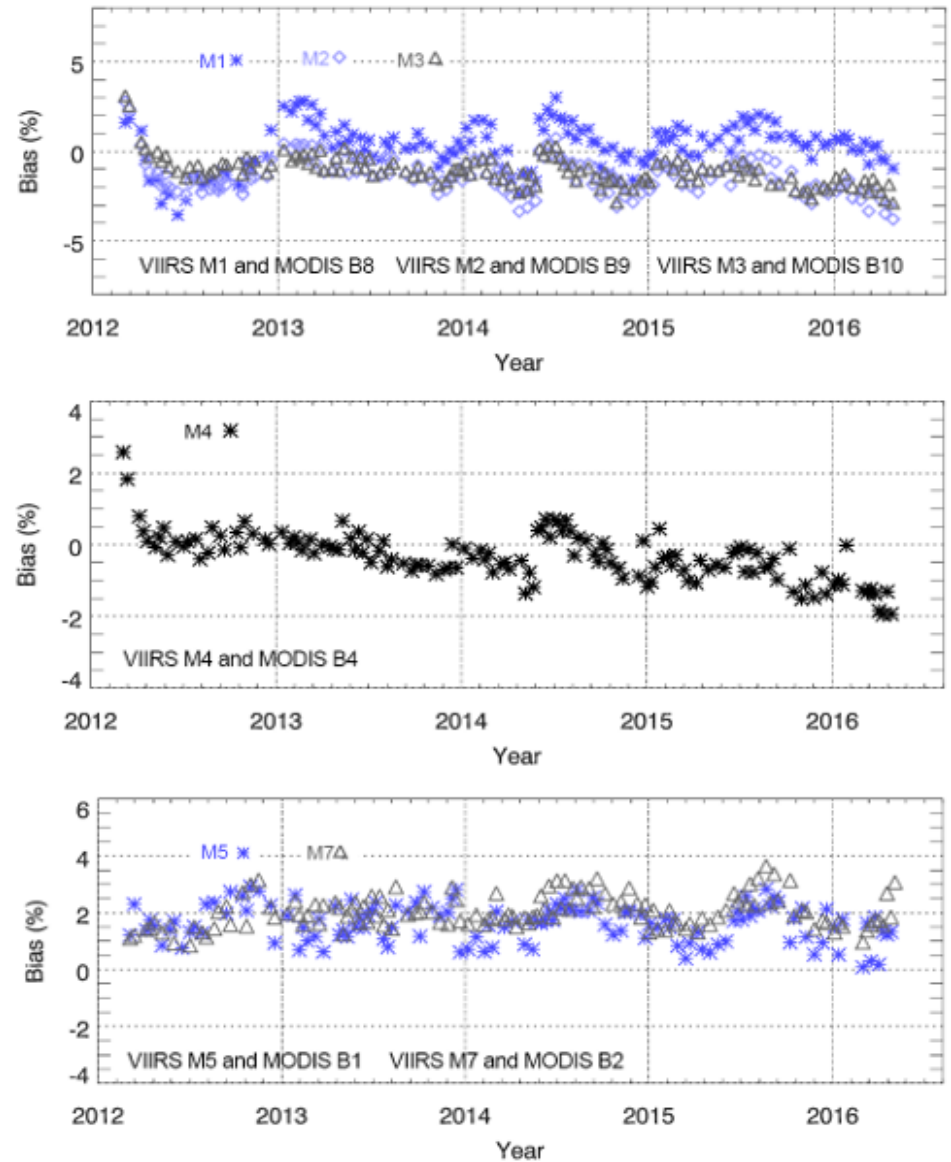 5
0
-5
Bias (%)
M1 M2 M3
VIIRS M1 and MODIS B8 VIIRS M2 and MODIS B9 VIIRS M3 and MODIS B10
2012 2013 2014 2015 2016
Year
4
2
0
-2
-4
Bias (%)
M4
VIIRS M4 and MODIS B4
2012 2013 2014 2015 2016
Year
6
4
2
0
-2
-4
Bias (%)
M5 M7
VIIRS M5 and MODIS B1 VIIRS M7 and MODIS B2
2012 2013 2014 2015 2016
Year